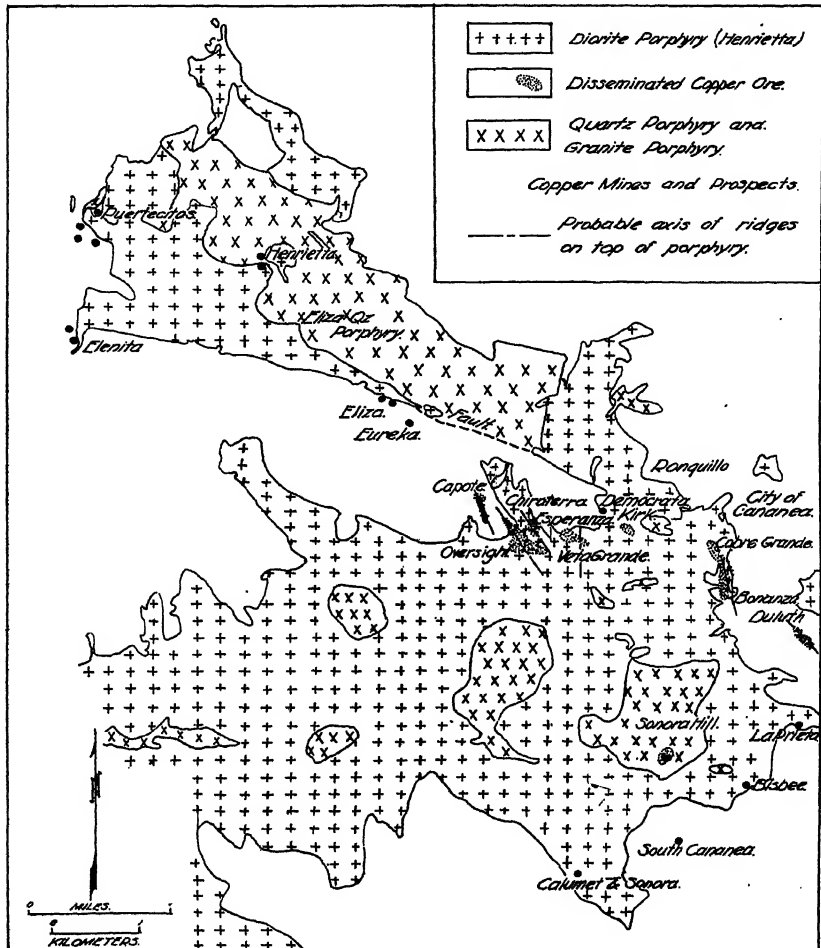 Diorite Porphyry (Henrietta)
Disseminated Copper Ore.
Quartz Porphyry and
Granite Porphyry.
Copper Mines and Prospects.
Probable axis of ridges
on top of porphyry.
Puertecitos
Henrietta
Eliza Qz
Porphyry.
Elenita
Eliza.
Fault
Eureka.
Ronquillo
Capote
Chivaterra
Democrata
City of
Cananea.
Esperanza
Kirk
Oversight
Veta Grande.
Cobre Grande.
Bonanza
Duluth
Sonora Hill.
La Prieta
Bisbee
South Cananea.
Calumet & Sonora.
MILES.
KILOMETERS.